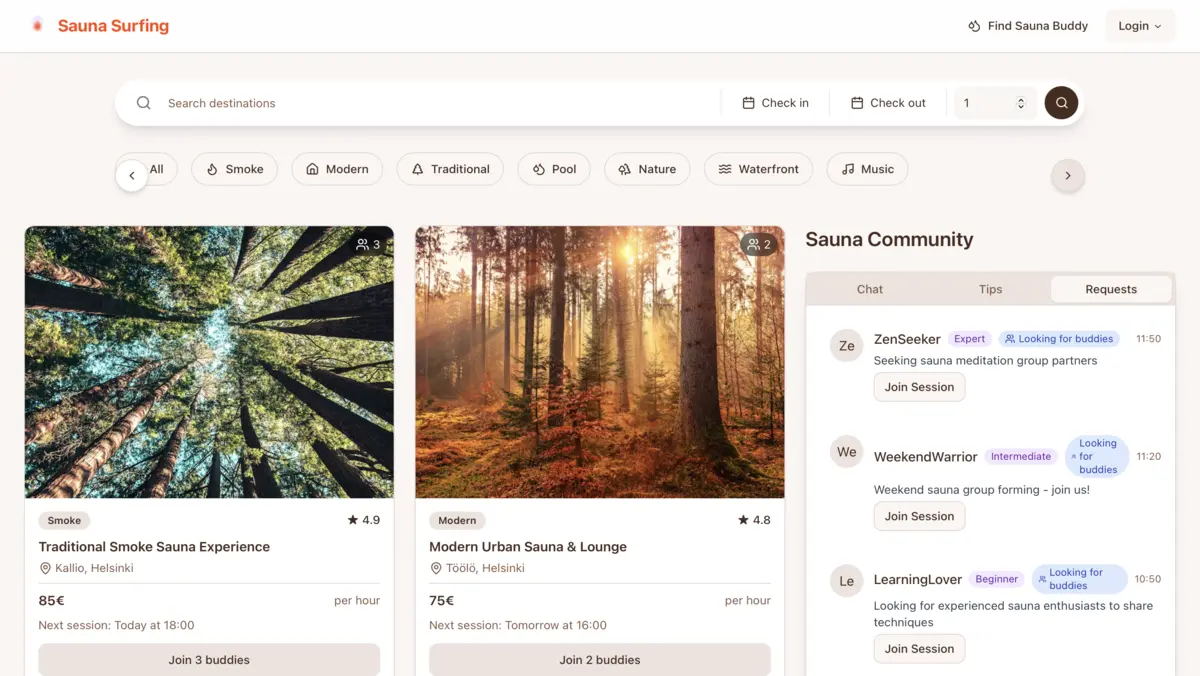 Sauna Surfing
Find Sauna Buddy
Login
Search destinations
Check in
Check out
1
All
Smoke
Modern
Traditional
Pool
Nature
Waterfront
Music
3
Smoke
4.9
Traditional Smoke Sauna Experience
Kallio, Helsinki
85€
per hour
Next session: Today at 18:00
Join 3 buddies
2
Modern
4.8
Modern Urban Sauna & Lounge
Töölö, Helsinki
75€
per hour
Next session: Tomorrow at 16:00
Join 2 buddies
Sauna Community
Chat
Tips
Requests
Ze
ZenSeeker
Expert
Looking for buddies
11:50
Seeking sauna meditation group partners
Join Session
We
WeekendWarrior
Intermediate
Looking
for
buddies
11:20
Weekend sauna group forming - join us!
Join Session
Le
LearningLover
Beginner
Looking for
buddies
10:50
Looking for experienced sauna enthusiasts to share
techniques
Join Session